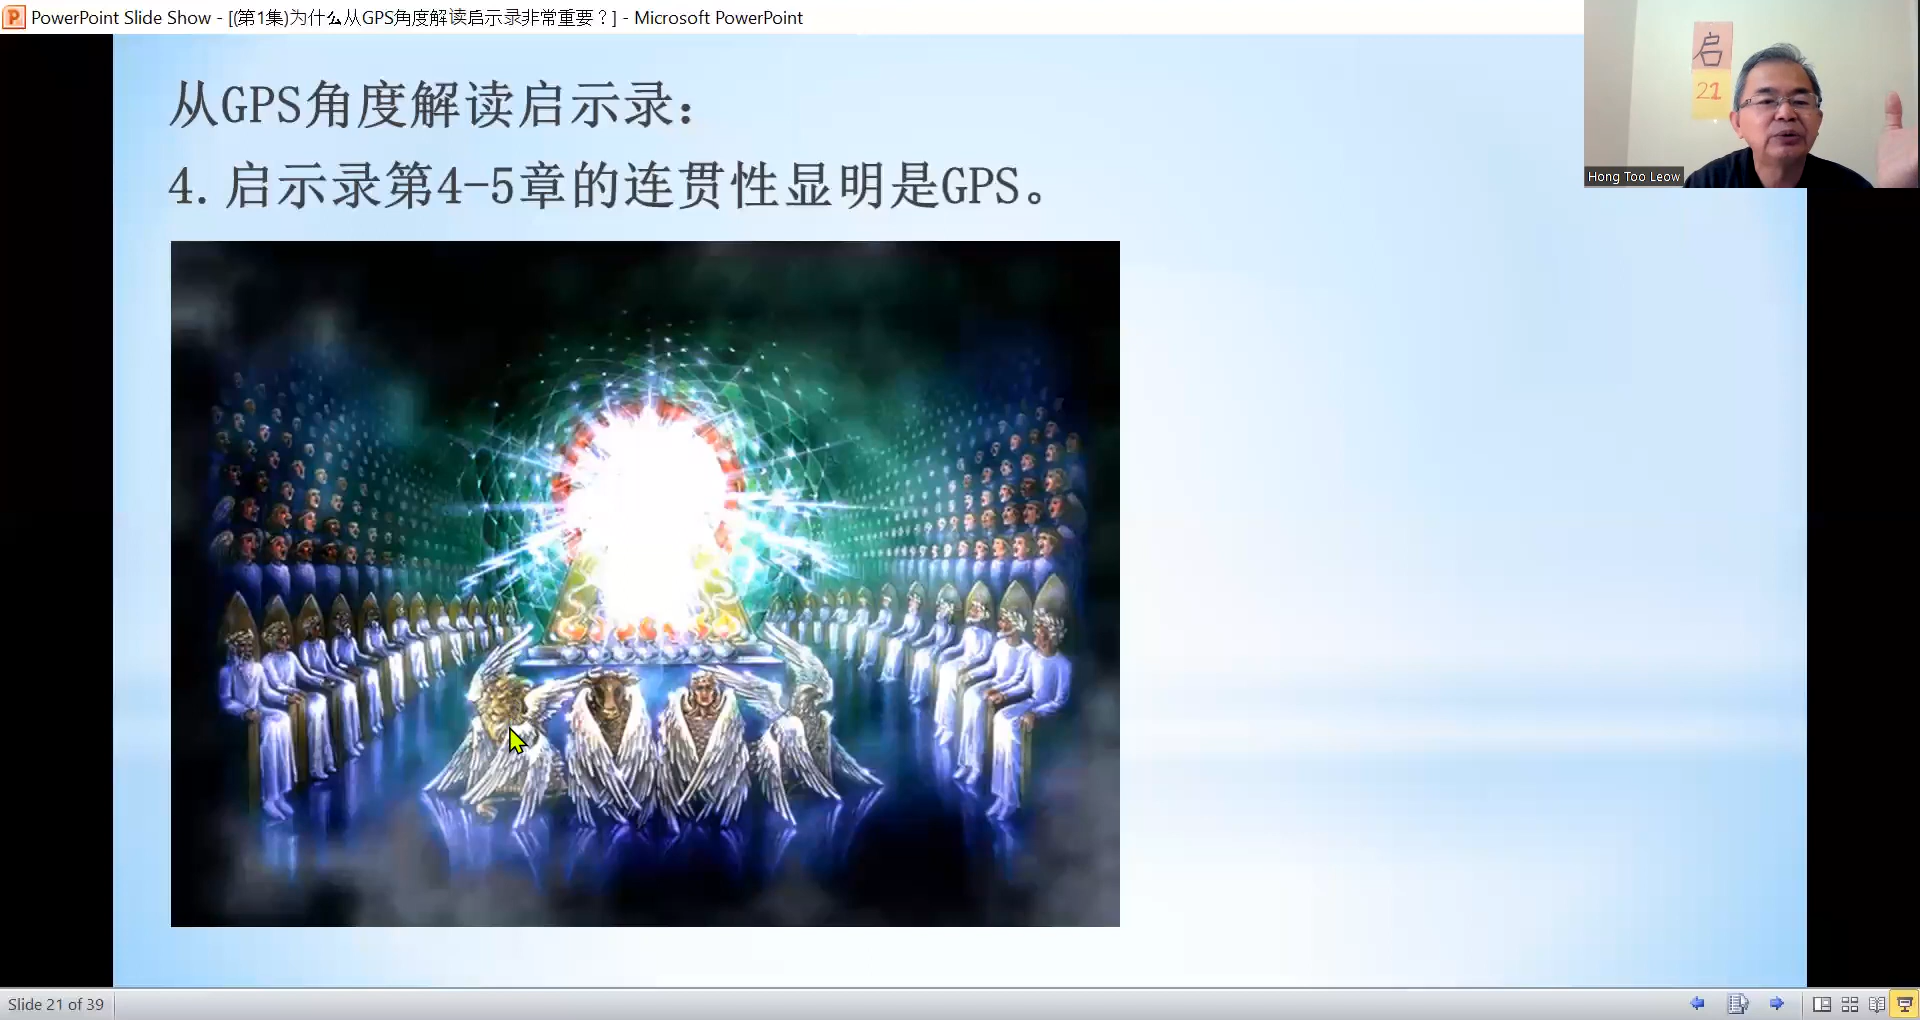 PowerPoint Slide Show - [(第1集)为什么从GPS角度解读启示录非常重要？] - Microsoft PowerPoint
启
21
Hong Too Leow
从GPS角度解读启示录：
4. 启示录第4-5章的连贯性显明是GPS。
Slide 21 of 39